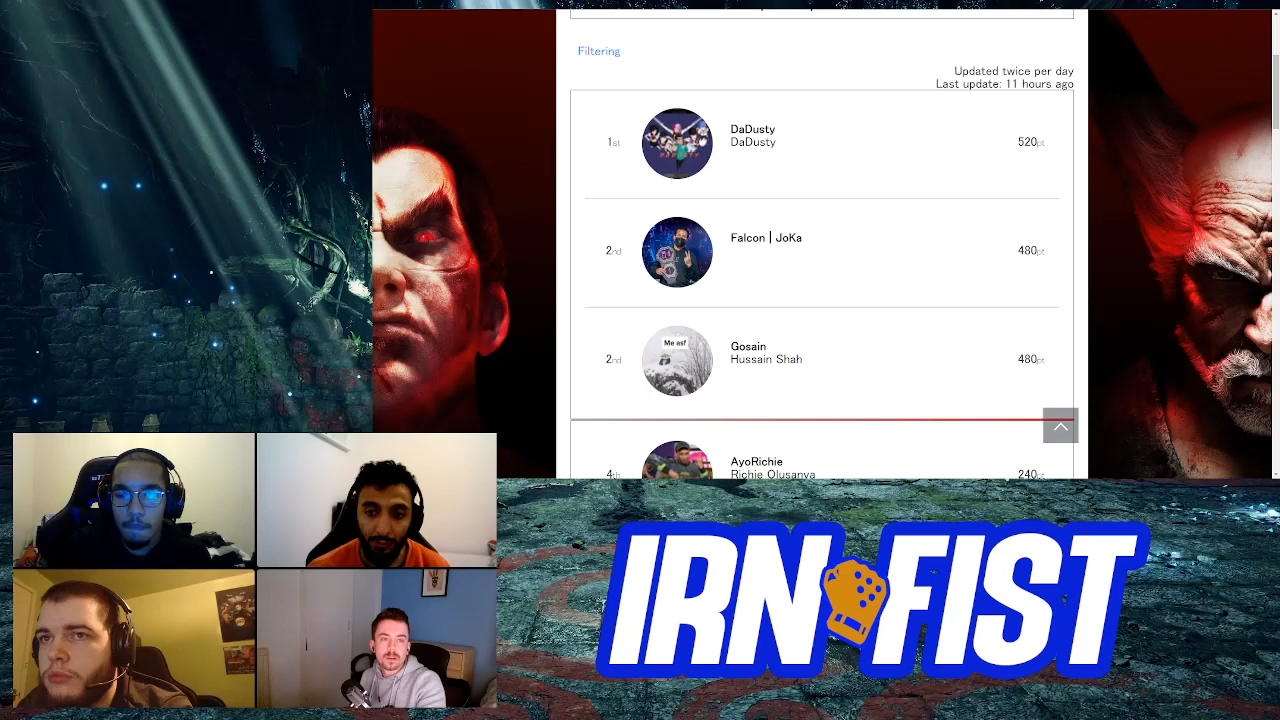 Filtering
Updated twice per day
Last update: 11 hours ago
1st
DaDusty
DaDusty
520pt
2nd
Falcon | JoKa
480pt
2nd
Me asf
Gosain
Hussain Shah
480pt
4th
AyoRichie
Richie Olusanya
240pt
IRN FIST